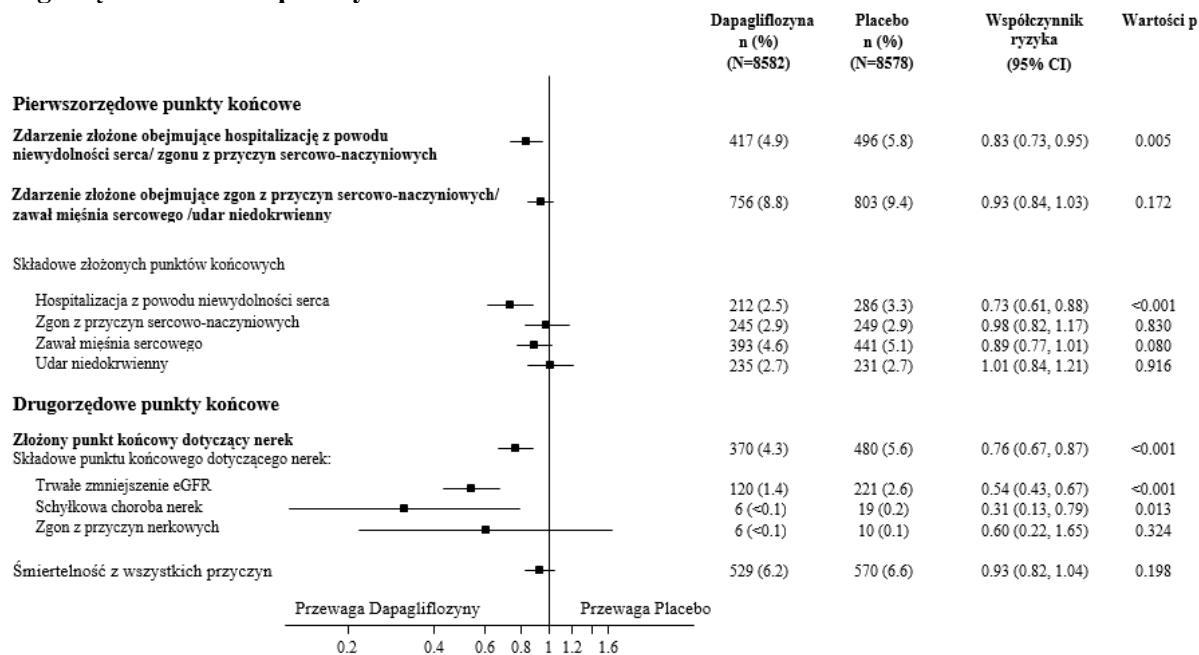 Dapagliflozyna Placebo Współczynnik Wartości p
n (%) n (%) ryzyka
(N=8582) (N=8578) (95% CI)
Pierwszorzędowe punkty końcowe
Zdarzenie złożone obejmujące hospitalizację z powodu
niewydolności serca/ zgonu z przyczyn sercowo-naczyniowych 417 (4.9) 496 (5.8) 0.83 (0.73, 0.95) 0.005
Zdarzenie złożone obejmujące zgon z przyczyn sercowo-naczyniowych/
zawał mięśnia sercowego /udar niedokrwienny 756 (8.8) 803 (9.4) 0.93 (0.84, 1.03) 0.172
Składowe złożonych punktów końcowych
Hospitalizacja z powodu niewydolności serca 212 (2.5) 286 (3.3) 0.73 (0.61, 0.88) <0.001
Zgon z przyczyn sercowo-naczyniowych 245 (2.9) 249 (2.9) 0.98 (0.82, 1.17) 0.830
Zawał mięśnia sercowego 393 (4.6) 441 (5.1) 0.89 (0.77, 1.01) 0.080
Udar niedokrwienny 235 (2.7) 231 (2.7) 1.01 (0.84, 1.21) 0.916
Drugorzędowe punkty końcowe
Złożony punkt końcowy dotyczący nerek 370 (4.3) 480 (5.6) 0.76 (0.67, 0.87) <0.001
Składowe punktu końcowego dotyczącego nerek:
Trwałe zmniejszenie eGFR 120 (1.4) 221 (2.6) 0.54 (0.43, 0.67) <0.001
Schyłkowa choroba nerek 6 (<0.1) 19 (0.2) 0.31 (0.13, 0.79) 0.013
Zgon z przyczyn nerkowych 6 (<0.1) 10 (0.1) 0.60 (0.22, 1.65) 0.324
Śmiertelność z wszystkich przyczyn 529 (6.2) 570 (6.6) 0.93 (0.82, 1.04) 0.198
Przewaga Dapagliflozyny Przewaga Placebo
0.2 0.4 0.6 0.8 1 1.2 1.6